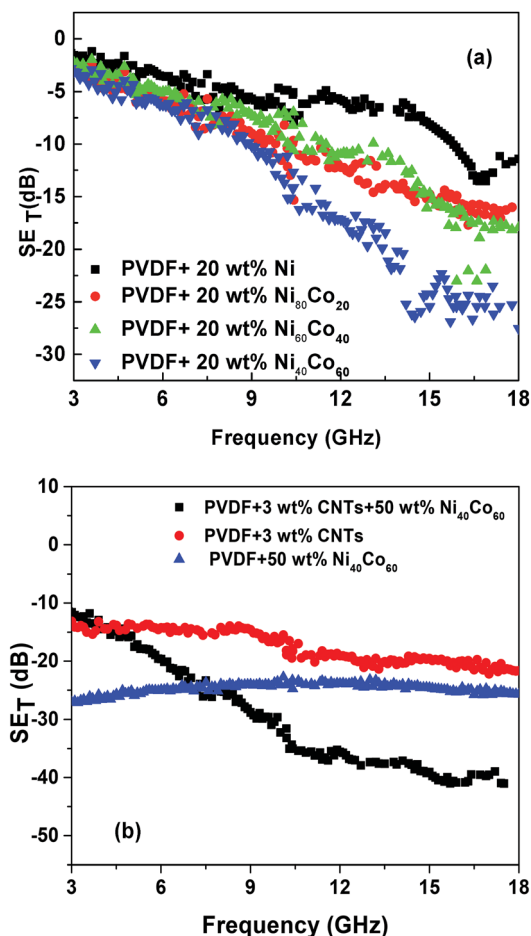 0
(a)
-5
-10
-15
-20
-25
-30
SE T (dB)
PVDF+ 20 wt% Ni
PVDF+ 20 wt% Ni80Co20
PVDF+ 20 wt% Ni60Co40
PVDF+ 20 wt% Ni40Co60
3 6 9 12 15 18
Frequency (GHz)
10
0
-10
-20
-30
-40
-50
SET (dB)
PVDF+3 wt% CNTs+50 wt% Ni40Co60
PVDF+3 wt% CNTs
PVDF+50 wt% Ni40Co60
(b)
3 6 9 12 15 18
Frequency (GHz)